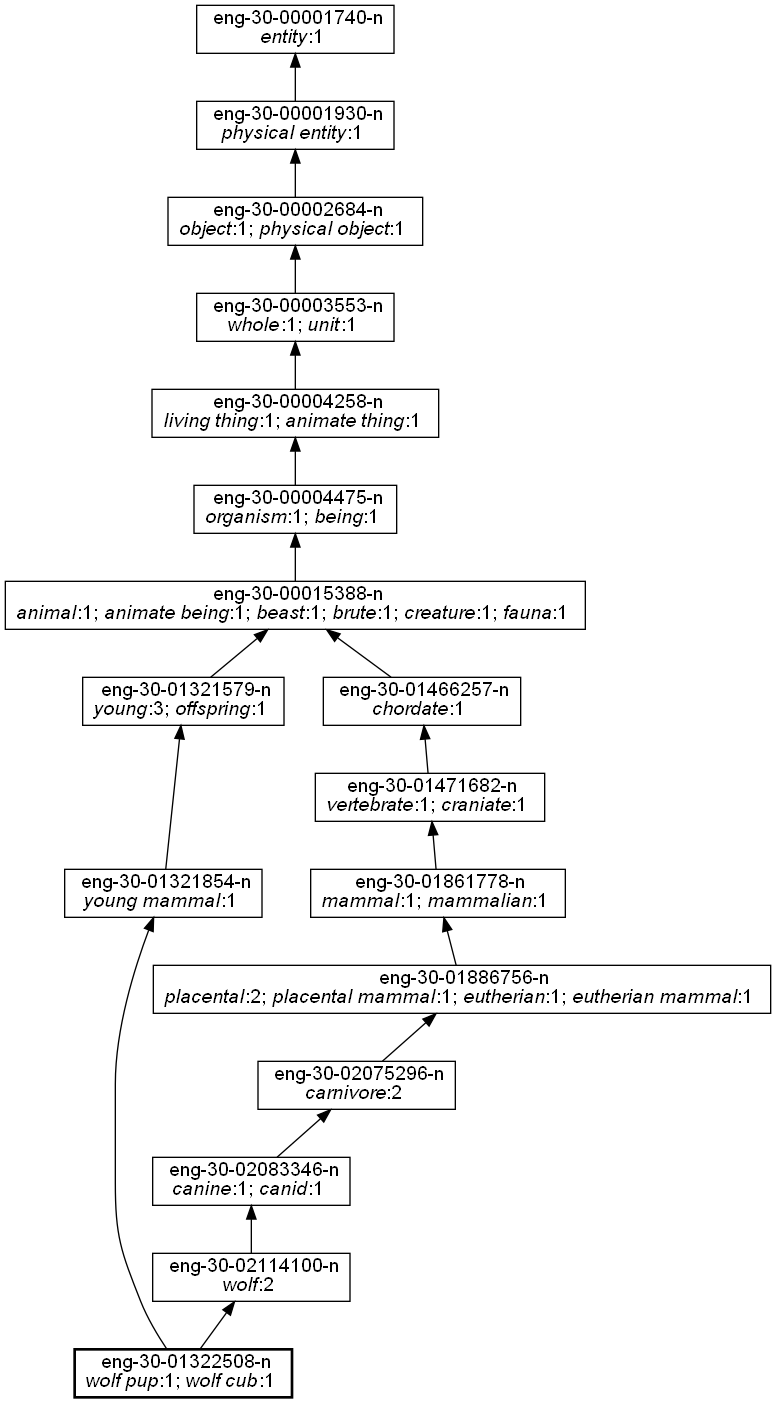 eng-30-00001740-n
entity:1
eng-30-00001930-n
physical entity:1
eng-30-00002684-n
object:1; physical object:1
eng-30-00003553-n
whole:1; unit:1
eng-30-00004258-n
living thing:1; animate thing:1
eng-30-00004475-n
organism:1; being:1
eng-30-00015388-n
animal:1; animate being:1; beast:1; brute:1; creature:1; fauna:1
eng-30-01321579-n
young:3; offspring:1
eng-30-01466257-n
chordate:1
eng-30-01471682-n
vertebrate:1; craniate:1
eng-30-01321854-n
young mammal:1
eng-30-01861778-n
mammal:1; mammalian:1
eng-30-01886756-n
placental:2; placental mammal:1; eutherian:1; eutherian mammal:1
eng-30-02075296-n
carnivore:2
eng-30-02083346-n
canine:1; canid:1
eng-30-02114100-n
wolf:2
eng-30-01322508-n
wolf pup:1; wolf cub:1